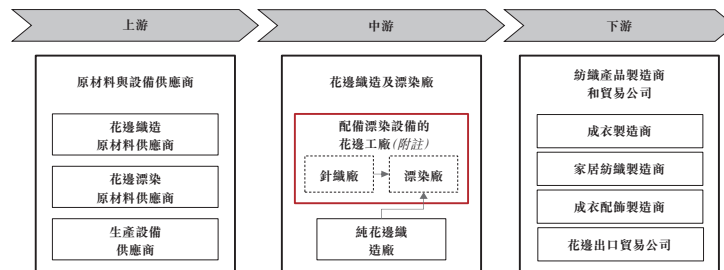 上游
中游
下游
原材料與設備供應商
花邊織造
原材料供應商
花邊漂染
原材料供應商
生產設備
供應商
花邊織造及漂染廠
配備漂染設備的
花邊工廠(附註)
針織廠
漂染廠
純花邊織
造廠
紡織產品製造商
和貿易公司
成衣製造商
家居紡織製造商
成衣配飾製造商
花邊出口貿易公司